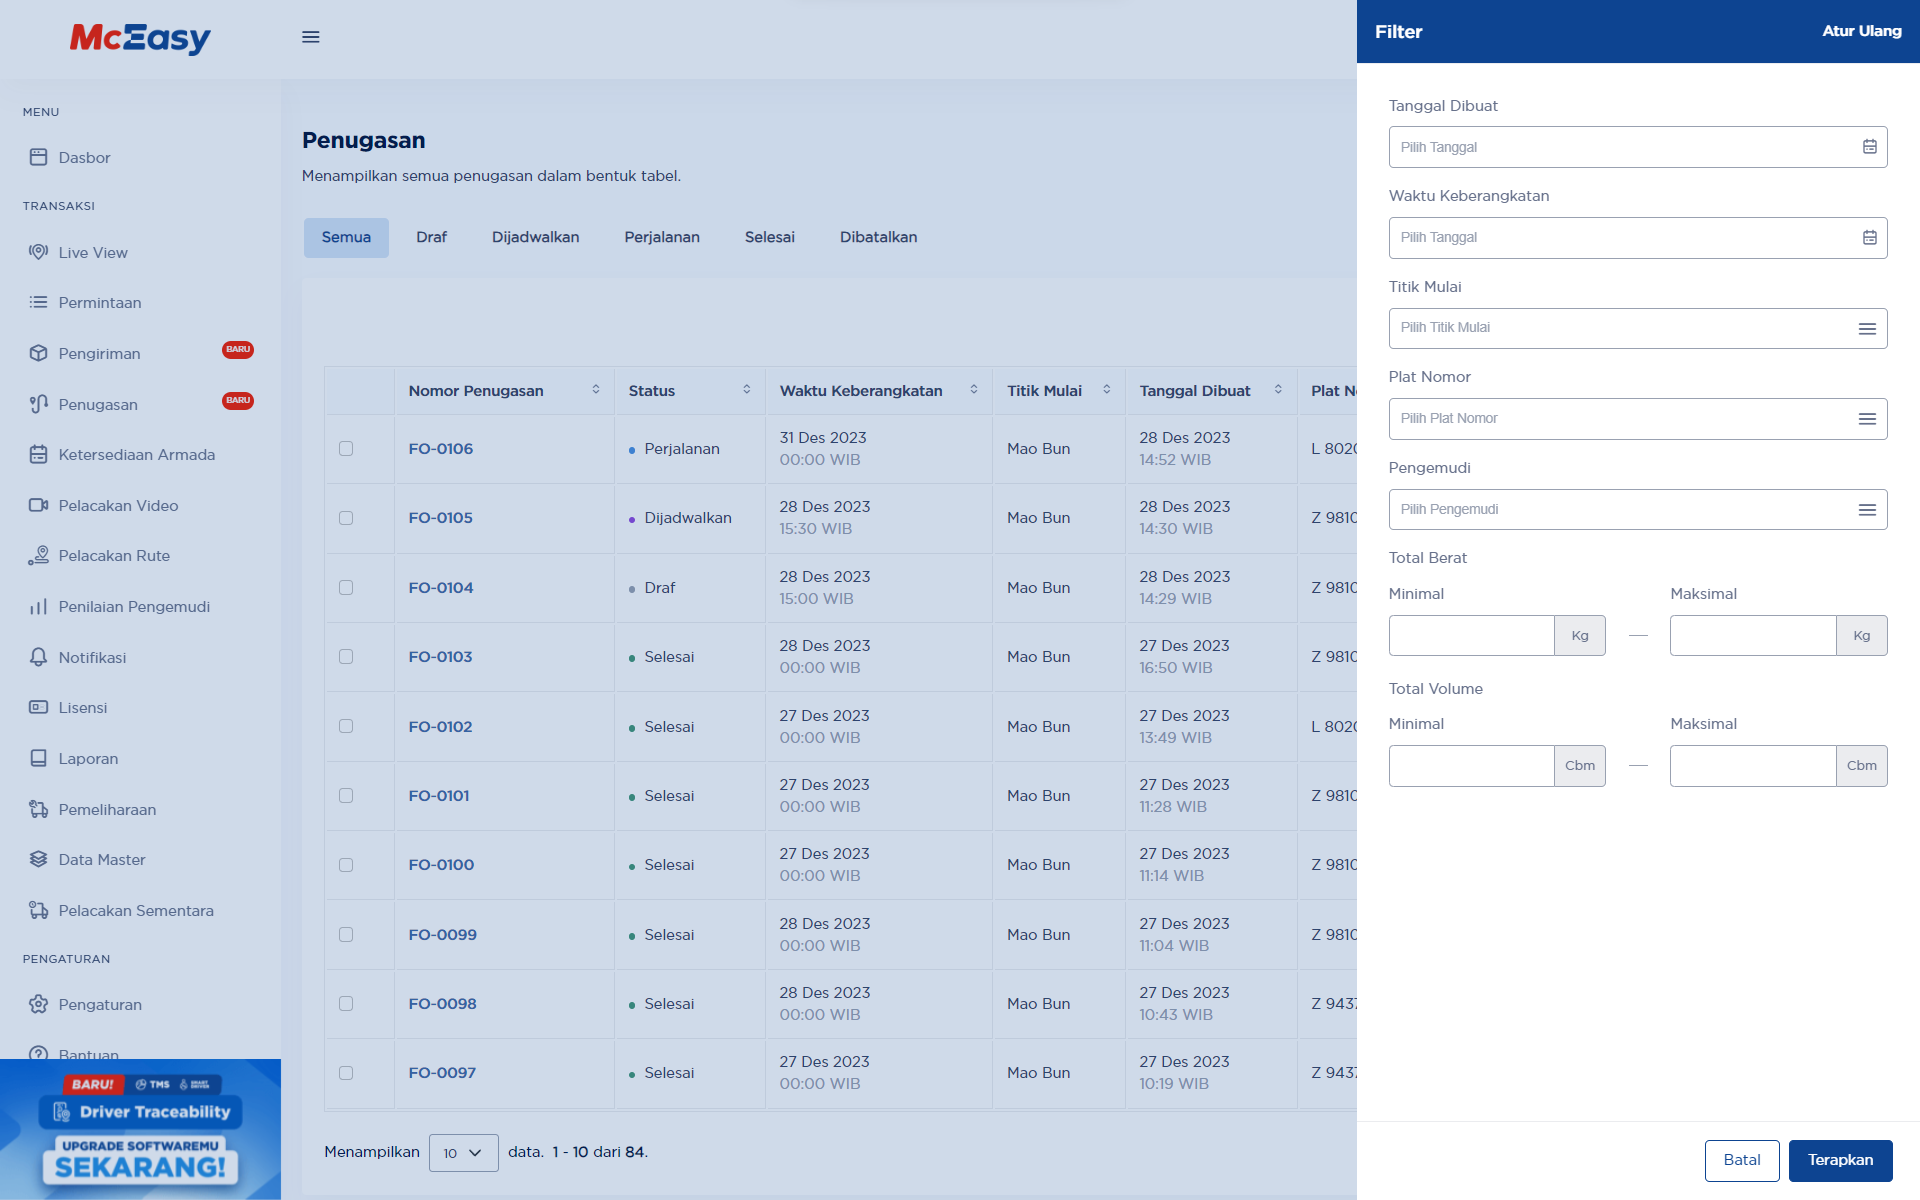 McEasy
MENU
Dasbor
TRANSAKSI
Live View
Permintaan
Pengiriman BARU
Penugasan BARU
Ketersediaan Armada
Pelacakan Video
Pelacakan Rute
Penilaian Pengemudi
Notifikasi
Lisensi
Laporan
Pemeliharaan
Data Master
Pelacakan Sementara
PENGATURAN
Pengaturan
Bantuan
BARU! TMS SMART DRIVER
Driver Traceability
UPGRADE SOFTWAREMU
SEKARANG!
Penugasan
Menampilkan semua penugasan dalam bentuk tabel.
Semua Draf Dijadwalkan Perjalanan Selesai Dibatalkan
Nomor Penugasan Status Waktu Keberangkatan Titik Mulai Tanggal Dibuat Plat N
FO-0106 Perjalanan 31 Des 2023 00:00 WIB Mao Bun 28 Des 2023 14:52 WIB L 8020
FO-0105 Dijadwalkan 28 Des 2023 15:30 WIB Mao Bun 28 Des 2023 14:30 WIB Z 9810
FO-0104 Draf 28 Des 2023 15:00 WIB Mao Bun 28 Des 2023 14:29 WIB Z 9810
FO-0103 Selesai 28 Des 2023 00:00 WIB Mao Bun 27 Des 2023 16:50 WIB Z 9810
FO-0102 Selesai 27 Des 2023 00:00 WIB Mao Bun 27 Des 2023 13:49 WIB L 8020
FO-0101 Selesai 27 Des 2023 00:00 WIB Mao Bun 27 Des 2023 11:28 WIB Z 9810
FO-0100 Selesai 27 Des 2023 00:00 WIB Mao Bun 27 Des 2023 11:14 WIB Z 9810
FO-0099 Selesai 28 Des 2023 00:00 WIB Mao Bun 27 Des 2023 11:04 WIB Z 9810
FO-0098 Selesai 28 Des 2023 00:00 WIB Mao Bun 27 Des 2023 10:43 WIB Z 9437
FO-0097 Selesai 27 Des 2023 00:00 WIB Mao Bun 27 Des 2023 10:19 WIB Z 9437
Menampilkan 10 data. 1 - 10 dari 84.
Filter Atur Ulang
Tanggal Dibuat
Pilih Tanggal
Waktu Keberangkatan
Pilih Tanggal
Titik Mulai
Pilih Titik Mulai
Plat Nomor
Pilih Plat Nomor
Pengemudi
Pilih Pengemudi
Total Berat
Minimal Maksimal
Kg Kg
Total Volume
Minimal Maksimal
Cbm Cbm
Batal Terapkan